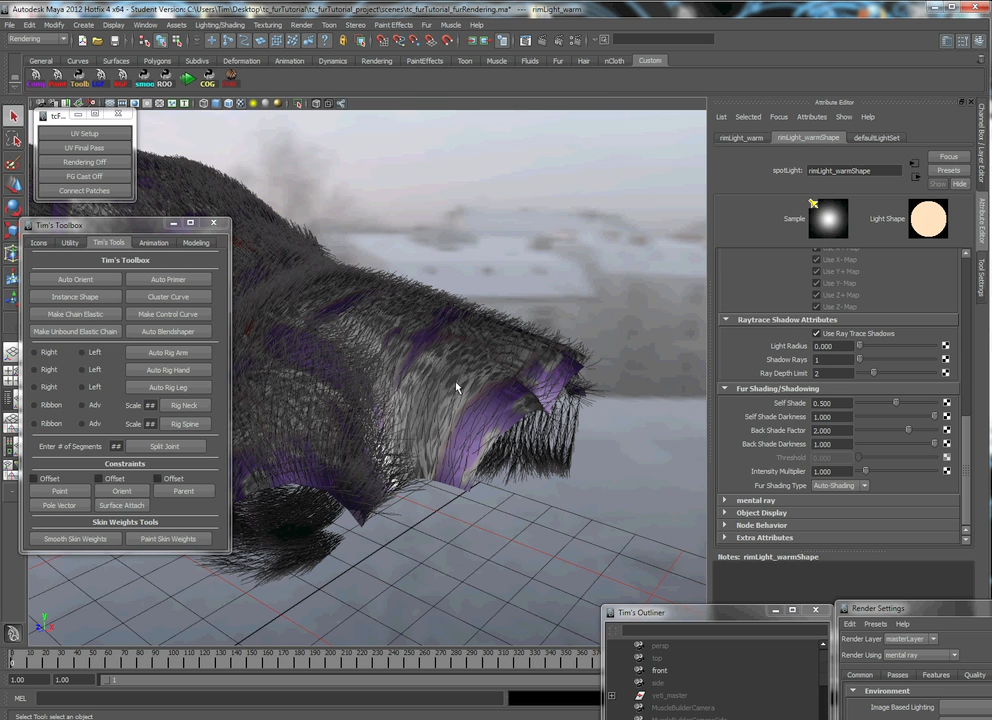 Autodesk Maya 2012 Hotfix 4 x64 - Student Version: C:\Users\Tim\Desktop\tc_furTutorial\tc_furTutorial_project\scenes\tc_furTutorial_furRendering.ma* --- rimLight_warm
File Edit Modify Create Display Window Assets Lighting/Shading Texturing Render Toon Stereo Paint Effects Fur Muscle Help
Rendering
General Curves Surfaces Polygons Subdivs Deformation Animation Dynamics Rendering PaintEffects Toon Muscle Fluids Fur Hair nCloth Custom
Toolb smoo ROO COG
tcF...
UV Setup
UV Final Pass
Rendering Off
FG Cast Off
Connect Patches
Tim's Toolbox
Icons Utility Tim's Tools Animation Modeling
Tim's Toolbox
Auto Orient Auto Primer
Instance Shape Cluster Curve
Make Chain Elastic Make Control Curve
Make Unbound Elastic Chain Auto Blendshaper
Right Left Auto Rig Arm
Right Left Auto Rig Hand
Right Left Auto Rig Leg
Ribbon Adv Scale ## Rig Neck
Ribbon Adv Scale ## Rig Spine
Enter # of Segments ## Split Joint
Constraints
Offset Offset Offset
Point Orient Parent
Pole Vector Surface Attach
Skin Weights Tools
Smooth Skin Weights Paint Skin Weights
Attribute Editor
List Selected Focus Attributes Show Help
rimLight_warm rimLight_warmShape defaultLightSet
Focus
spotLight: rimLight_warmShape Presets
Show Hide
Sample Light Shape
Use X- Map
Use Y+ Map
Use Y- Map
Use Z+ Map
Use Z- Map
Raytrace Shadow Attributes
Use Ray Trace Shadows
Light Radius 0.000
Shadow Rays 1
Ray Depth Limit 2
Fur Shading/Shadowing
Self Shade 0.500
Self Shade Darkness 1.000
Back Shade Factor 2.000
Back Shade Darkness 1.000
Threshold 0.000
Intensity Multiplier 1.000
Fur Shading Type Auto-Shading
mental ray
Object Display
Node Behavior
Extra Attributes
Notes: rimLight_warmShape
Channel Box / Layer Editor
Attribute Editor
Tool Settings
Tim's Outliner
persp
top
front
side
yeti_master
MuscleBuilderCamera
Render Settings
Edit Presets Help
Render Layer masterLayer
Render Using mental ray
Common Passes Features Quality
Environment
Image Based Lighting
1.00 1.00 1
MEL
Select Tool: select an object